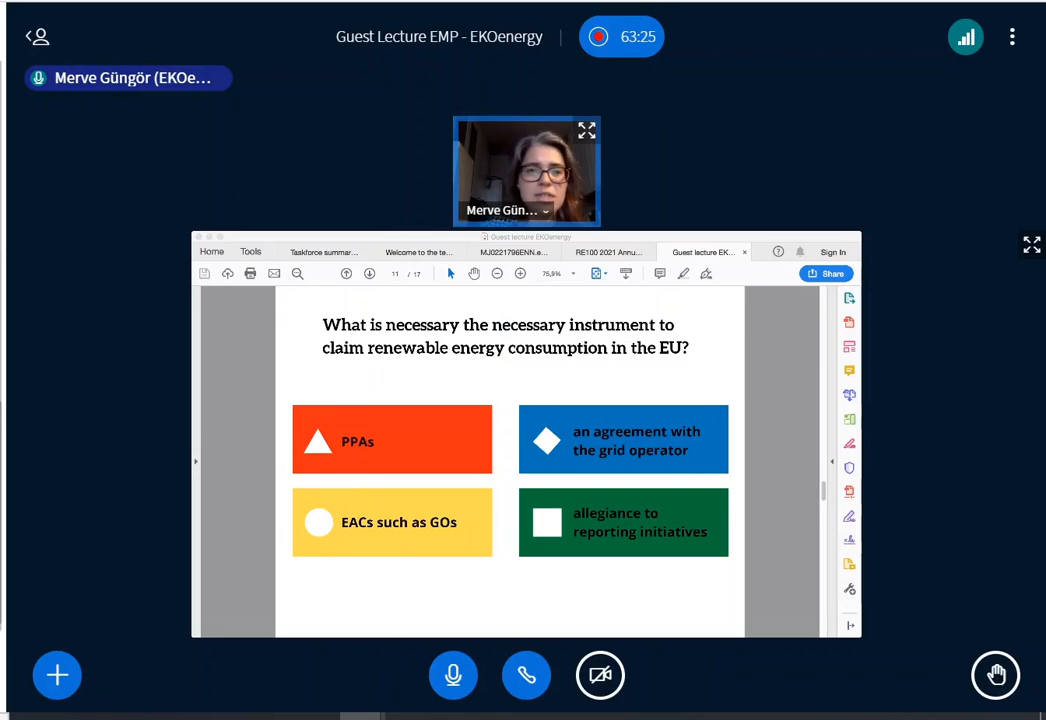 Guest Lecture EMP - EKOenergy
63:25
Merve Güngör (EKOe...
Merve Gün...
Guest lecture EKOenergy
Home
Tools
Taskforce summar...
Welcome to the te...
MJ0221796ENN.e...
RE100 2021 Annu...
Guest lecture EK...
Sign In
11 / 17
75,9%
Share
What is necessary the necessary instrument to
claim renewable energy consumption in the EU?
PPAs
an agreement with
the grid operator
EACs such as GOs
allegiance to
reporting initiatives